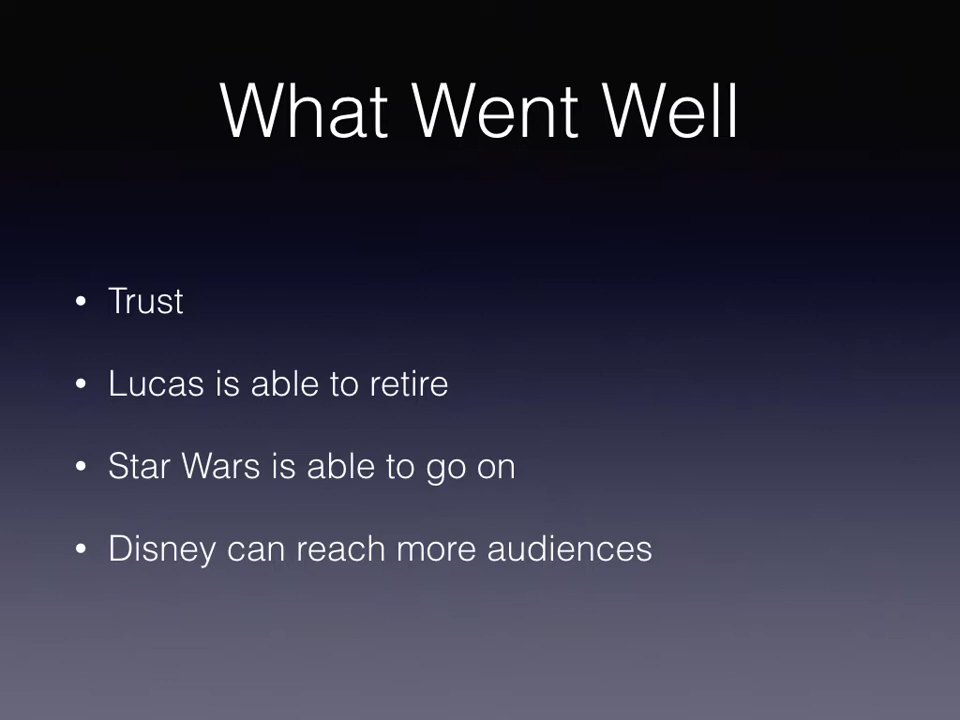 What Went Well
• Trust
• Lucas is able to retire
• Star Wars is able to go on
• Disney can reach more audiences